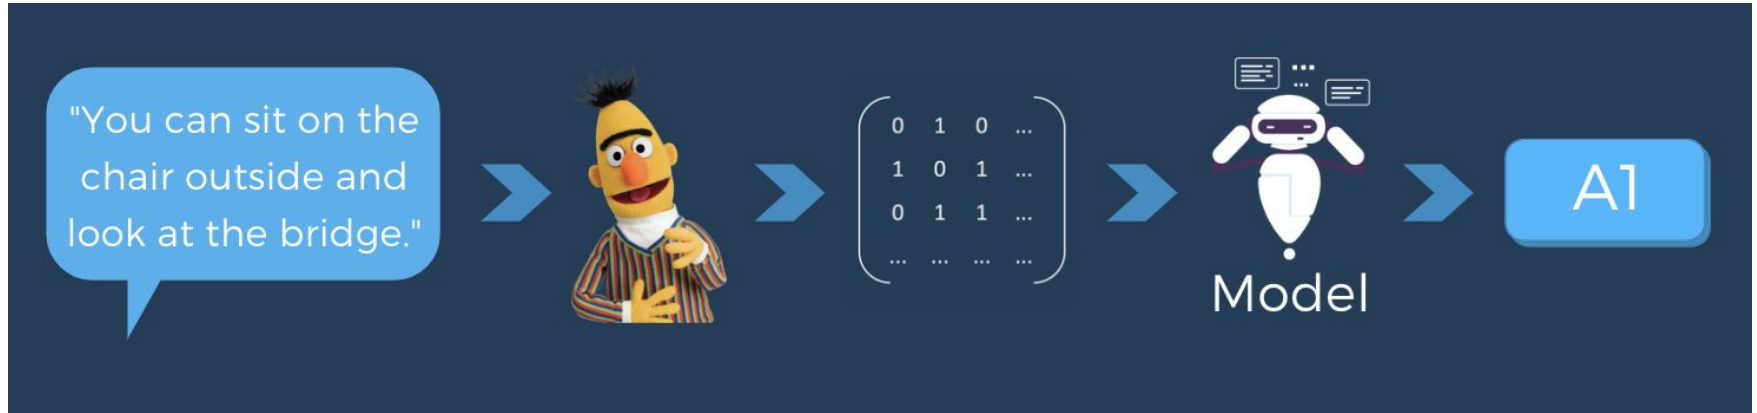 "You can sit on the
chair outside and
look at the bridge."
0 1 0 ...
1 0 1 ...
0 1 1 ...
... ... ... ...
Model
A1